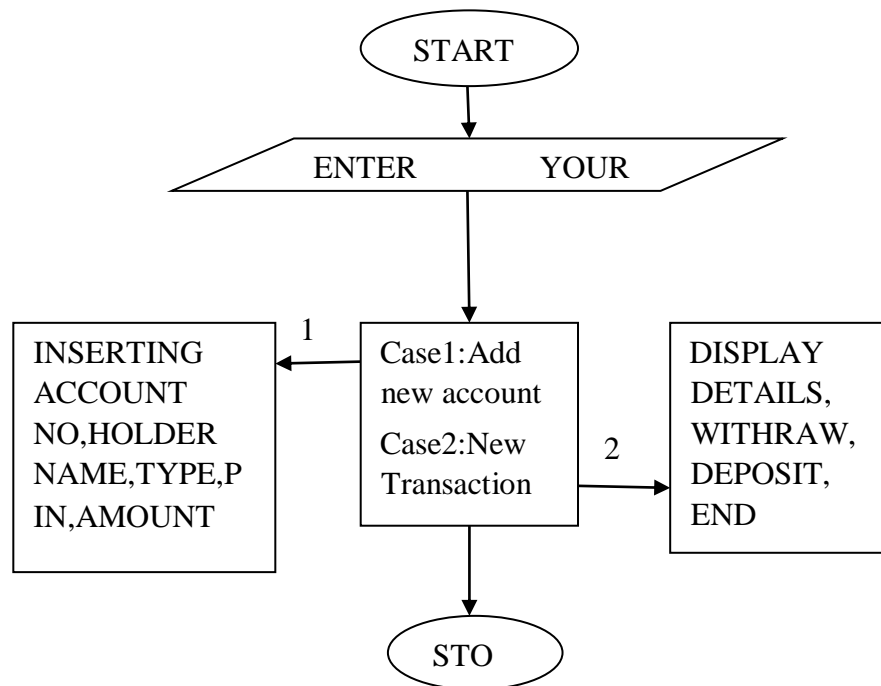 START
ENTER YOUR
1
INSERTING
ACCOUNT
NO,HOLDER
NAME,TYPE,P
IN,AMOUNT
Case1:Add
new account
Case2:New
Transaction
2
DISPLAY
DETAILS,
WITHRAW,
DEPOSIT,
END
STO